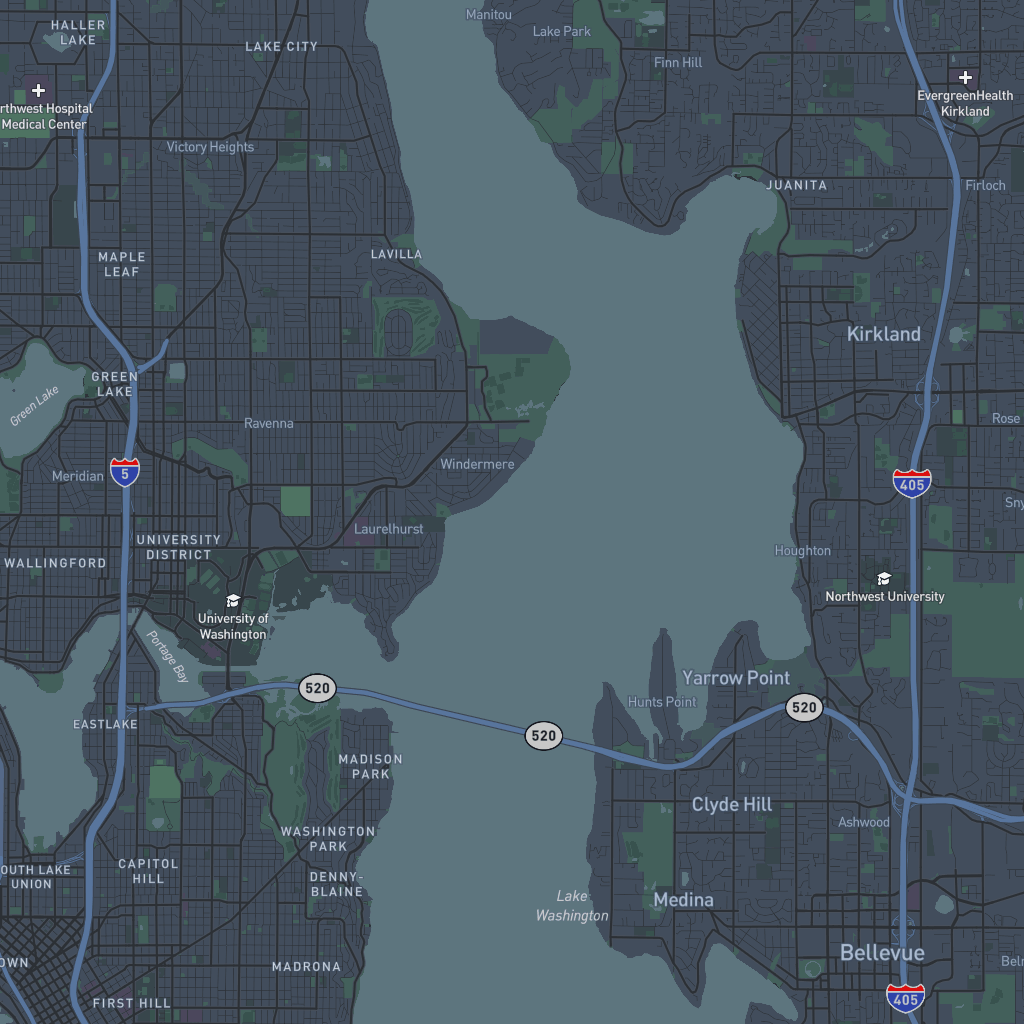 Manitou
HALLER
LAKE
Lake Park
LAKE CITY
Finn Hill
EvergreenHealth
Kirkland
rthwest Hospital
Medical Center
Victory Heights
JUANITA
Firloch
LAVILLA
MAPLE
LEAF
Kirkland
GREEN
LAKE
Green Lake
Ravenna
Rose
Windermere
Meridian
5
405
Sny
Laurelhurst
UNIVERSITY
DISTRICT
Houghton
WALLINGFORD
Northwest University
University of
Washington
Portage Bay
Yarrow Point
520
Hunts Point
520
EASTLAKE
520
MADISON
PARK
Clyde Hill
Ashwood
WASHINGTON
PARK
CAPITOL
HILL
OUTH LAKE
UNION
DENNY-
BLAINE
Lake
Washington
Medina
Bellevue
OWN
MADRONA
Belr
405
FIRST HILL